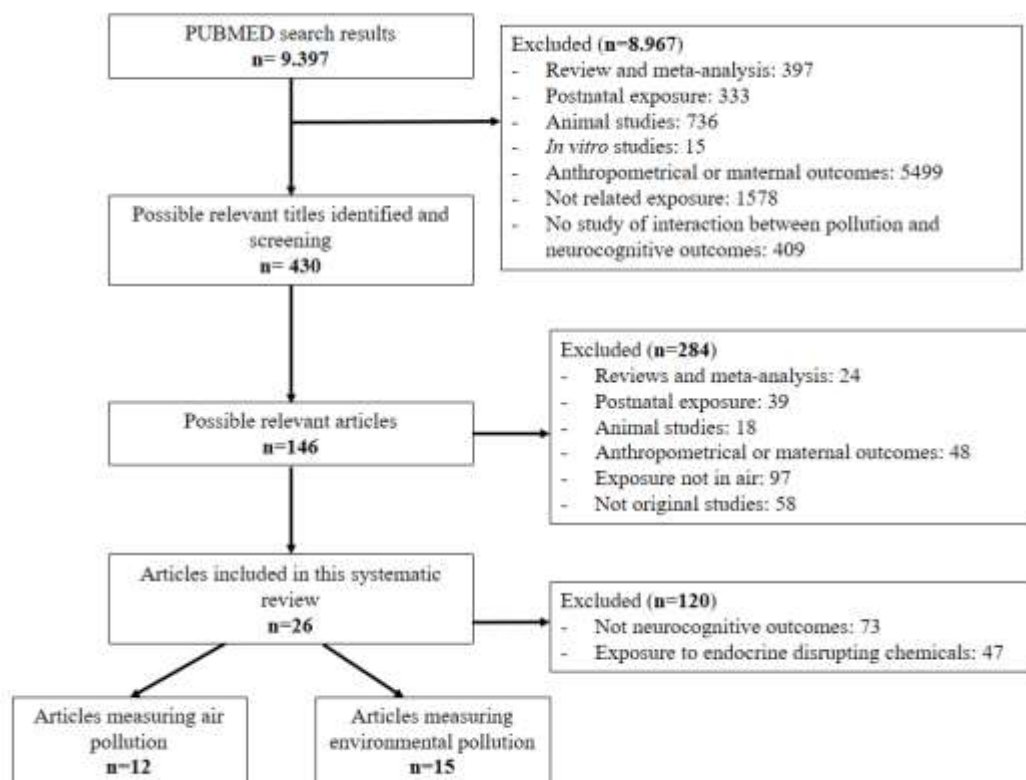 PUBMED search results
n= 9.397
Excluded (n=8.967)
- Review and meta-analysis: 397
- Postnatal exposure: 333
- Animal studies: 736
- In vitro studies: 15
- Anthropometrical or maternal outcomes: 5499
- Not related exposure: 1578
- No study of interaction between pollution and
neurocognitive outcomes: 409
Possible relevant titles identified and
screening
n= 430
Excluded (n=284)
- Reviews and meta-analysis: 24
- Postnatal exposure: 39
- Animal studies: 18
- Anthropometrical or maternal outcomes: 48
- Exposure not in air: 97
- Not original studies: 58
Possible relevant articles
n=146
Articles included in this systematic
review
n=26
Excluded (n=120)
- Not neurocognitive outcomes: 73
- Exposure to endocrine disrupting chemicals: 47
Articles measuring air
pollution
n=12
Articles measuring
environmental pollution
n=15